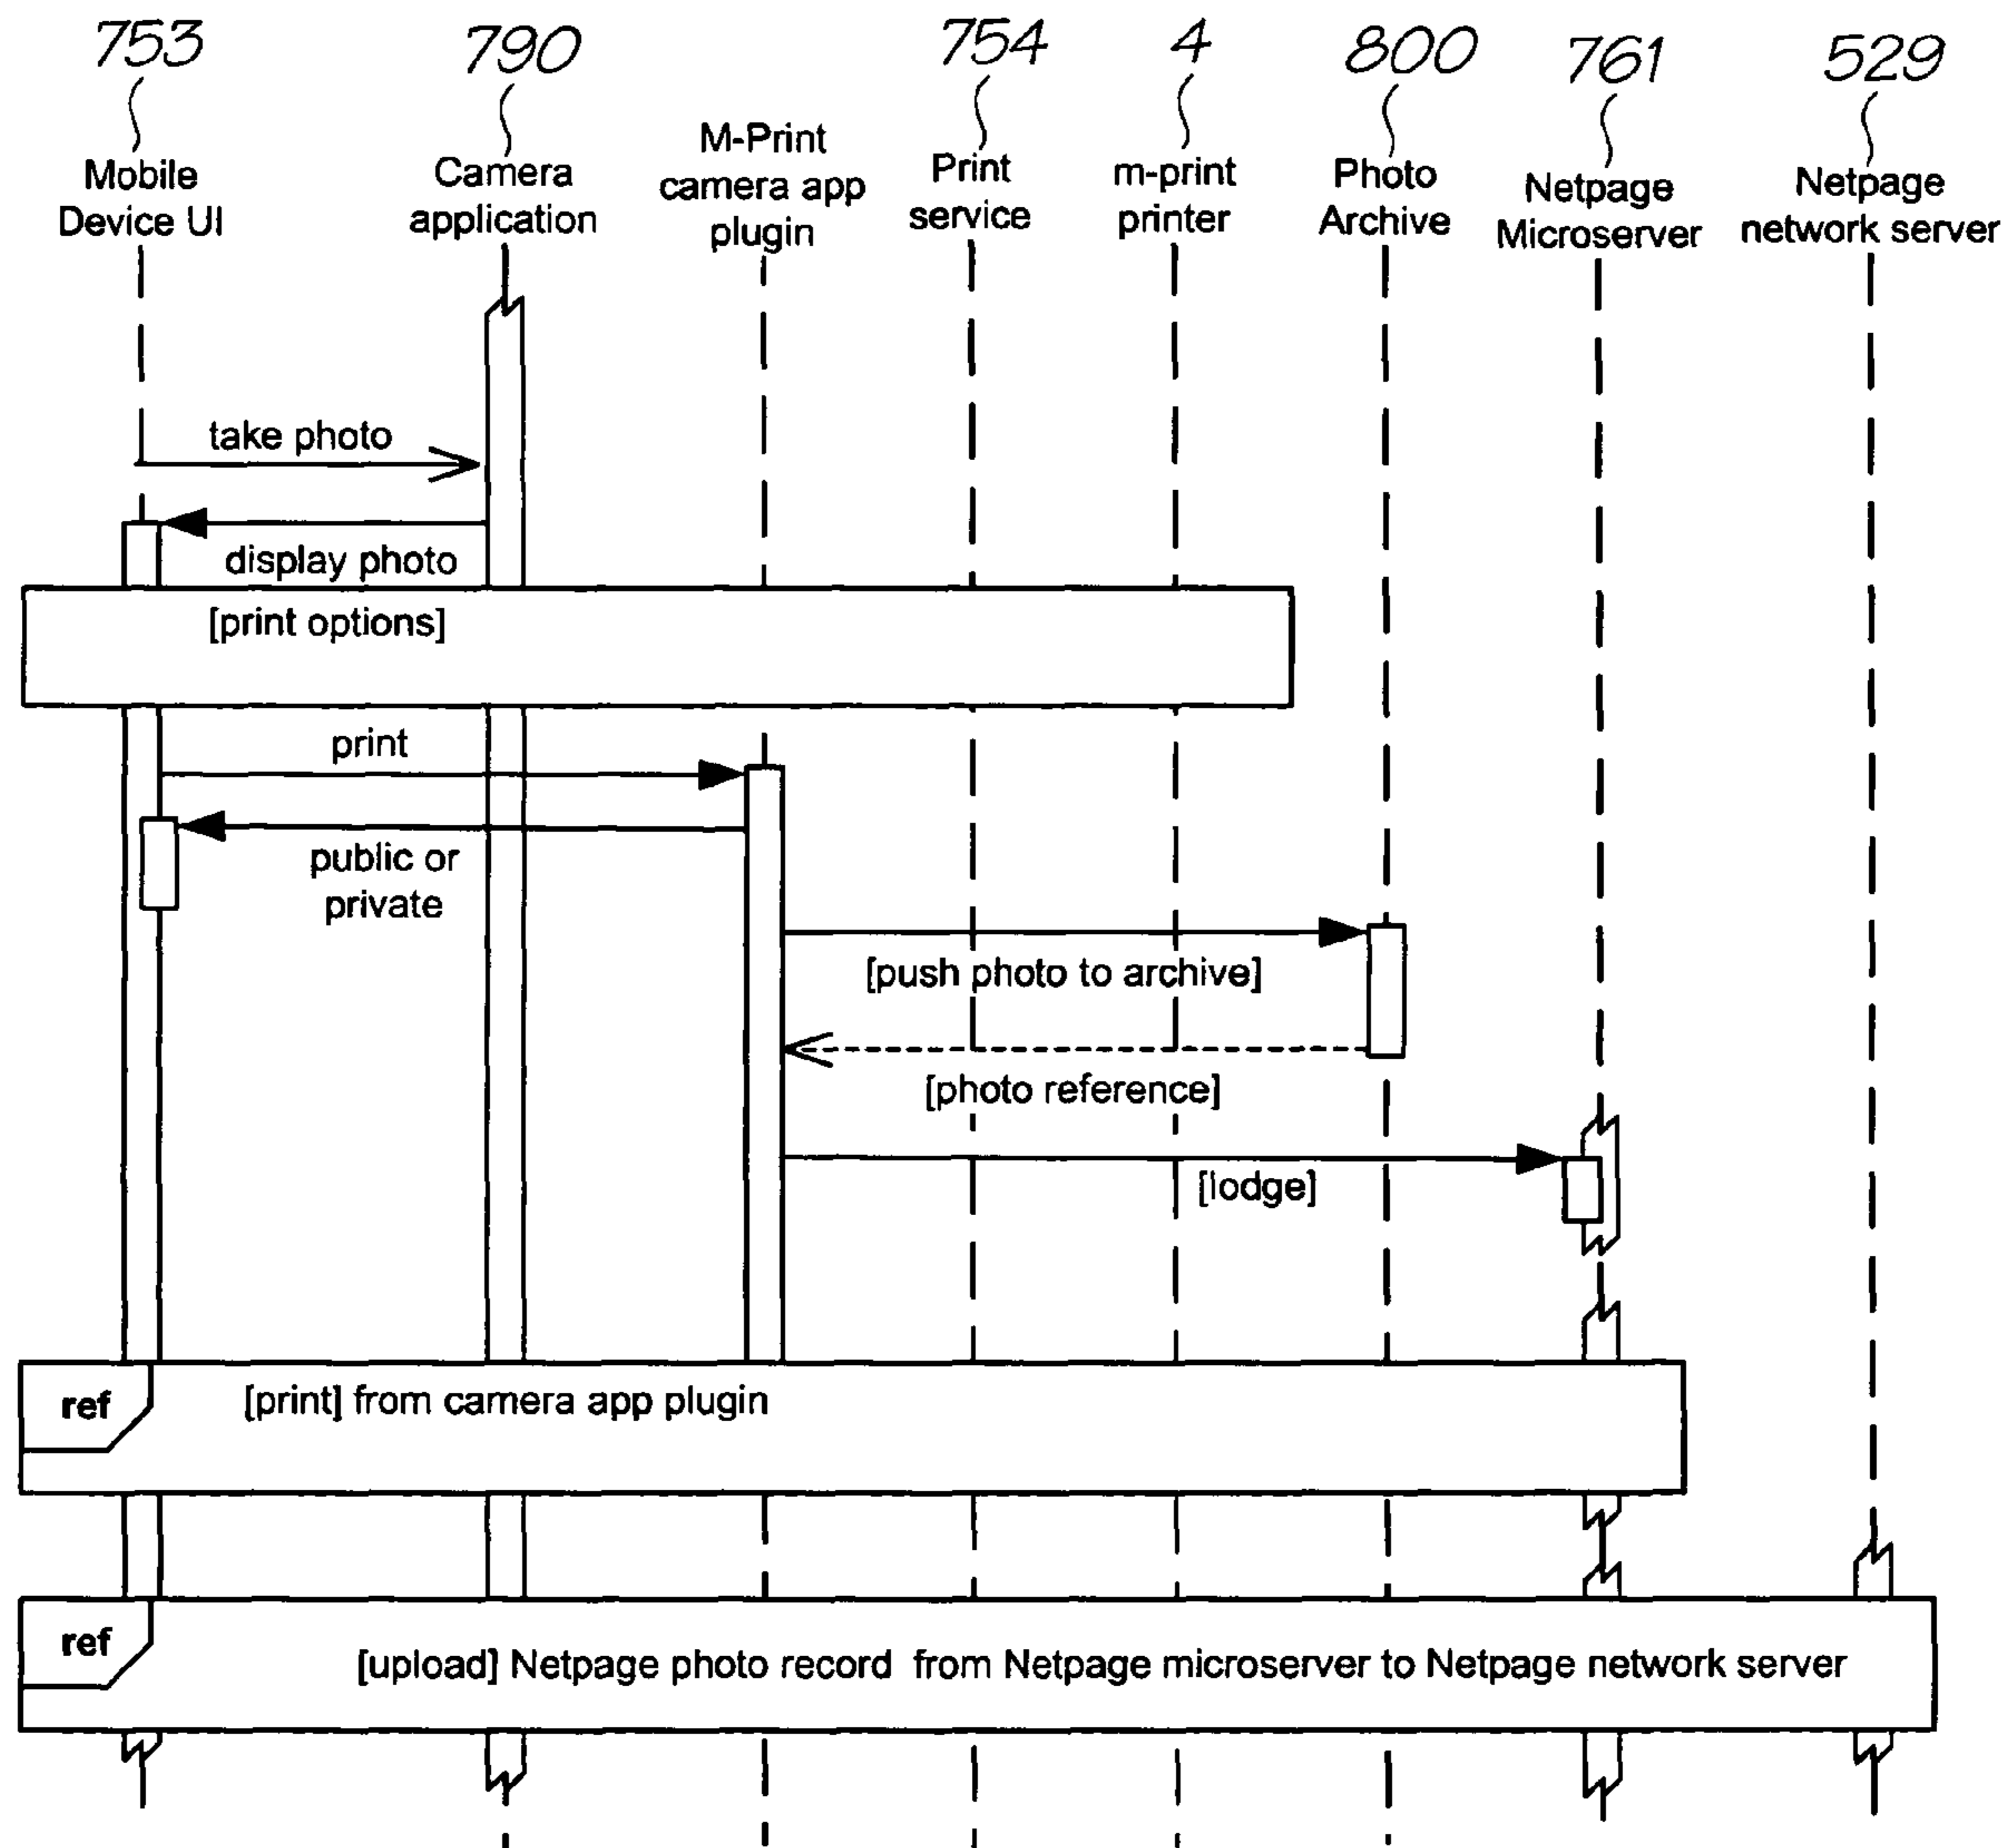 753
790
754
4
800
761
529
Mobile
Device UI
Camera
application
M-Print
camera app
plugin
Print
service
m-print
printer
Photo
Archive
Netpage
Microserver
Netpage
network server
take photo
display photo
[print options]
print
public or
private
[push photo to archive]
[photo reference]
[lodge]
ref
[print] from camera app plugin
ref
[upload] Netpage photo record from Netpage microserver to Netpage network server